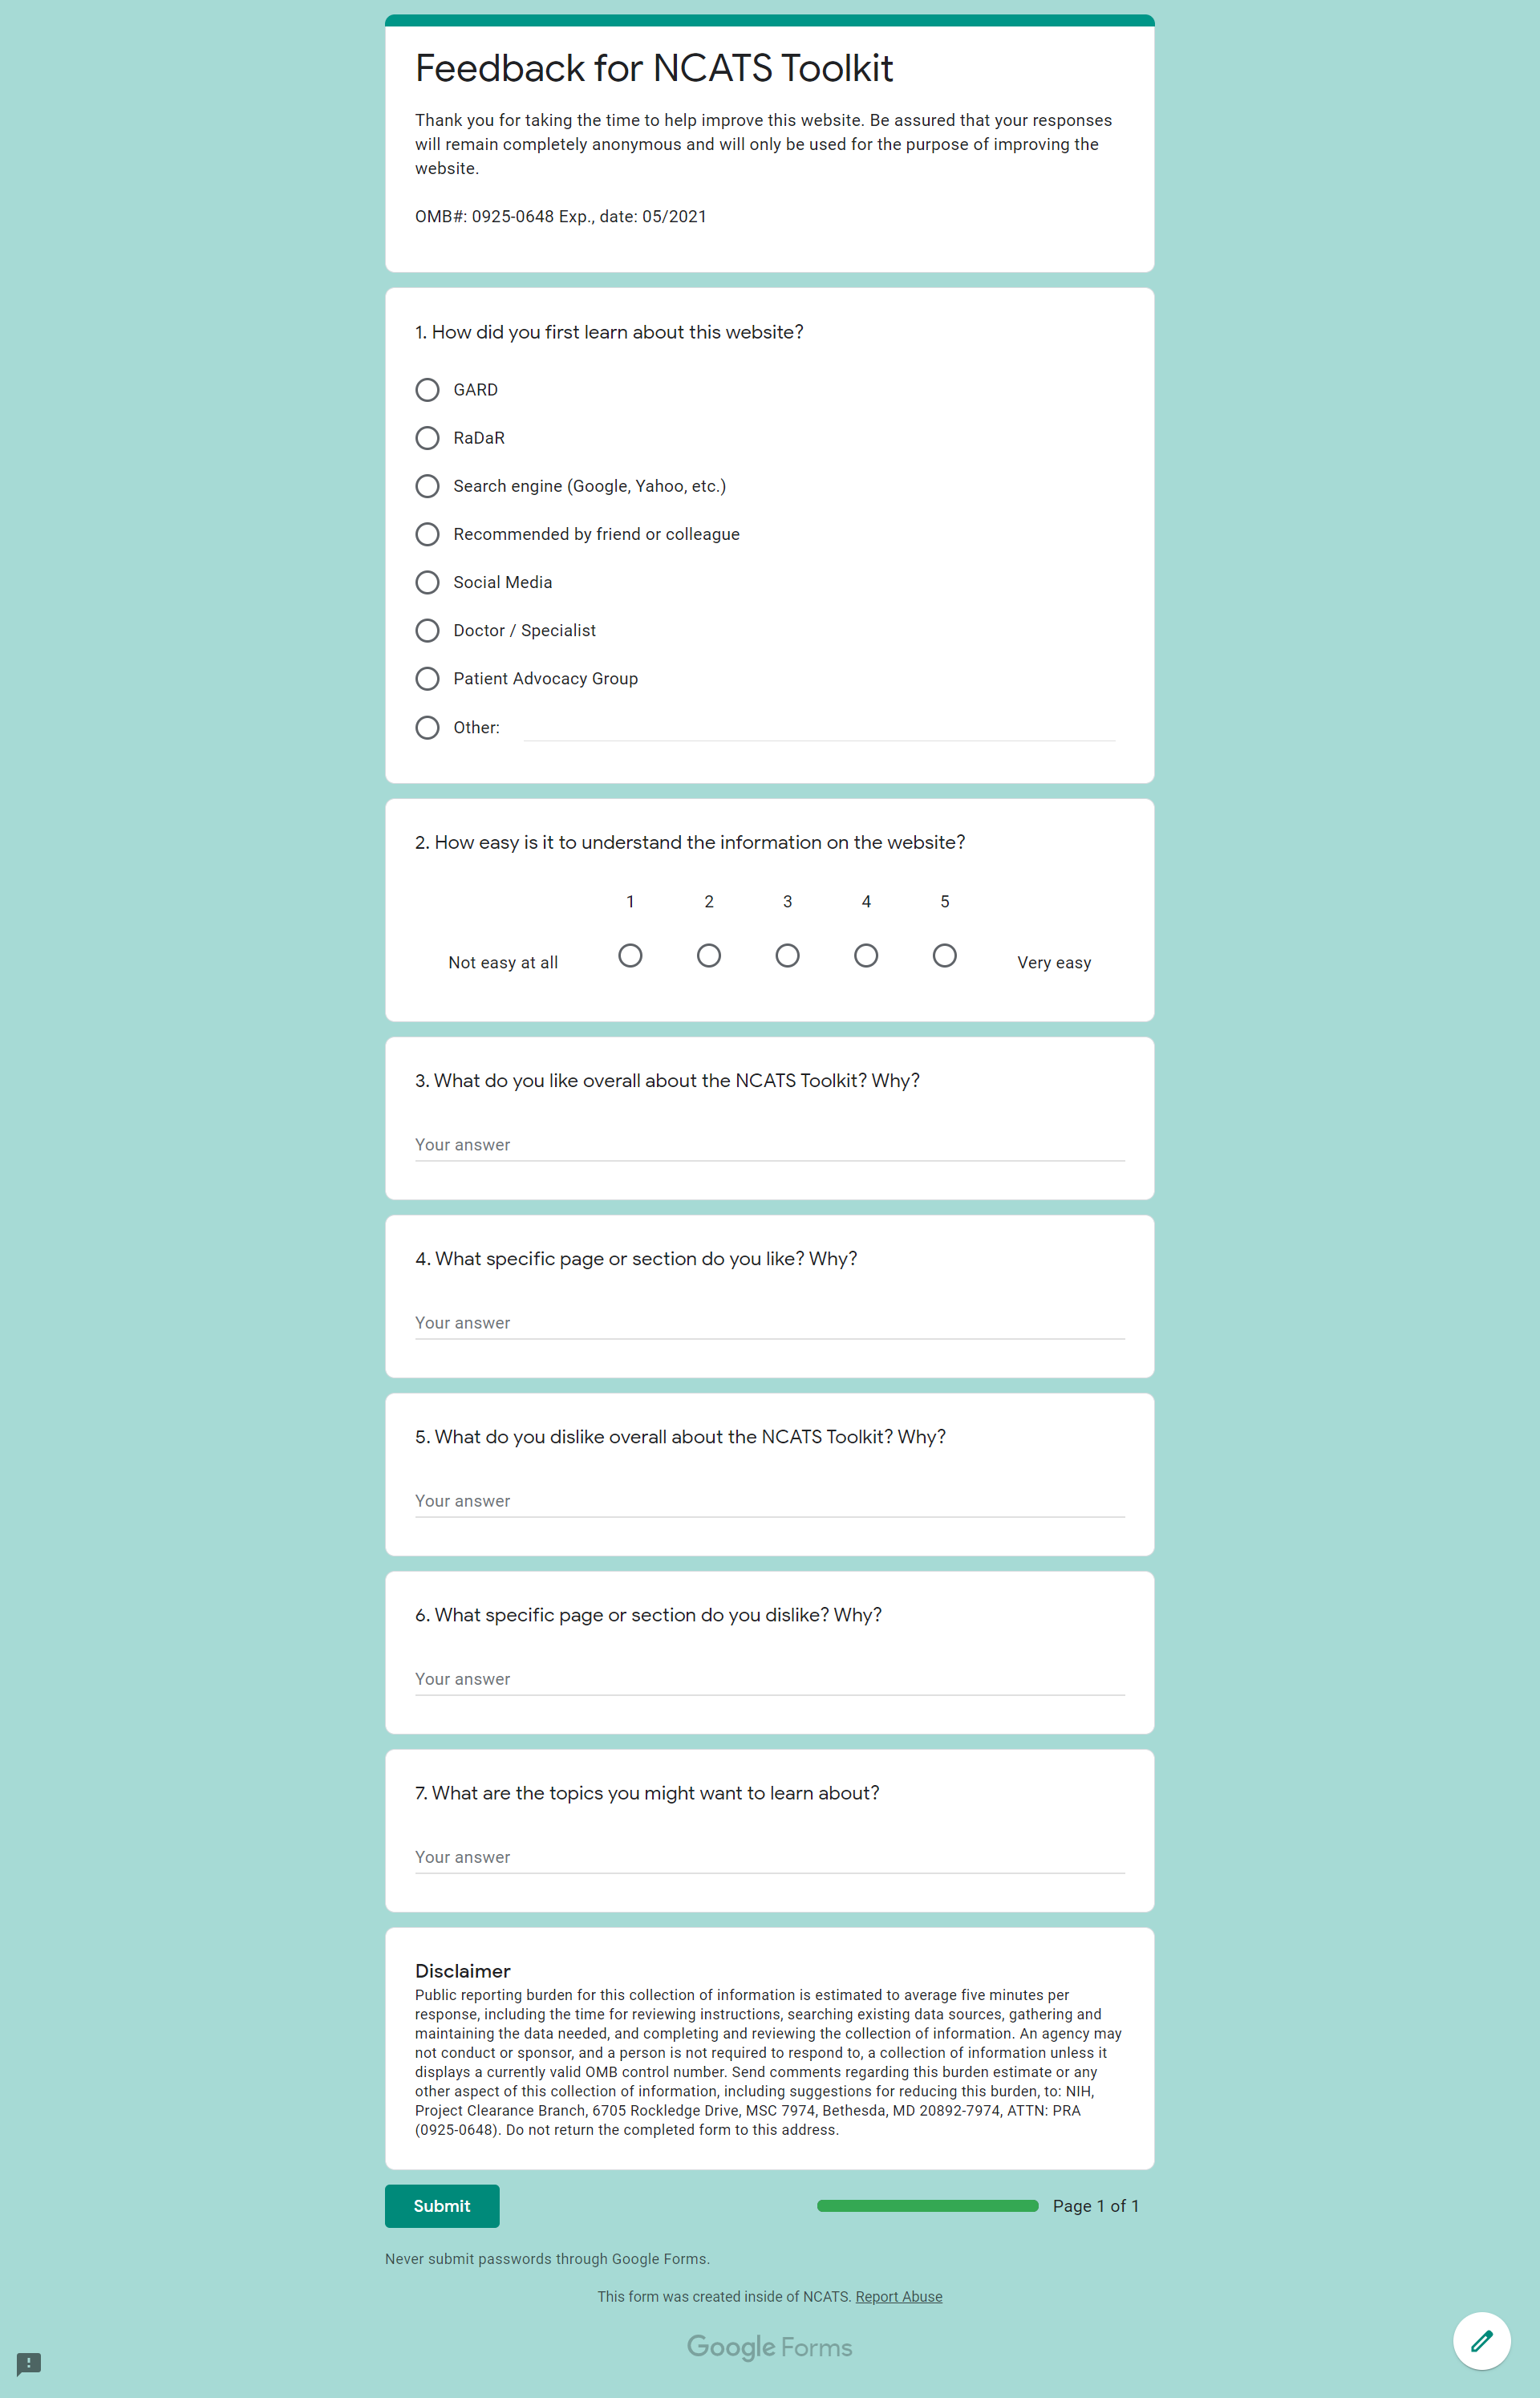 Feedback for NCATS Toolkit
Thank you for taking the time to help improve this website. Be assured that your responses
will remain completely anonymous and will only be used for the purpose of improving the
website.
OMB#: 0925-0648 Exp., date: 05/2021
1. How did you first learn about this website?
GARD
RaDaR
Search engine (Google, Yahoo, etc.)
Recommended by friend or colleague
Social Media
Doctor / Specialist
Patient Advocacy Group
Other:
2. How easy is it to understand the information on the website?
1 2 3 4 5
Not easy at all Very easy
3. What do you like overall about the NCATS Toolkit? Why?
Your answer
4. What specific page or section do you like? Why?
Your answer
5. What do you dislike overall about the NCATS Toolkit? Why?
Your answer
6. What specific page or section do you dislike? Why?
Your answer
7. What are the topics you might want to learn about?
Your answer
Disclaimer
Public reporting burden for this collection of information is estimated to average five minutes per
response, including the time for reviewing instructions, searching existing data sources, gathering and
maintaining the data needed, and completing and reviewing the collection of information. An agency may
not conduct or sponsor, and a person is not required to respond to, a collection of information unless it
displays a currently valid OMB control number. Send comments regarding this burden estimate or any
other aspect of this collection of information, including suggestions for reducing this burden, to: NIH,
Project Clearance Branch, 6705 Rockledge Drive, MSC 7974, Bethesda, MD 20892-7974, ATTN: PRA
(0925-0648). Do not return the completed form to this address.
Submit Page 1 of 1
Never submit passwords through Google Forms.
This form was created inside of NCATS. Report Abuse
Google Forms